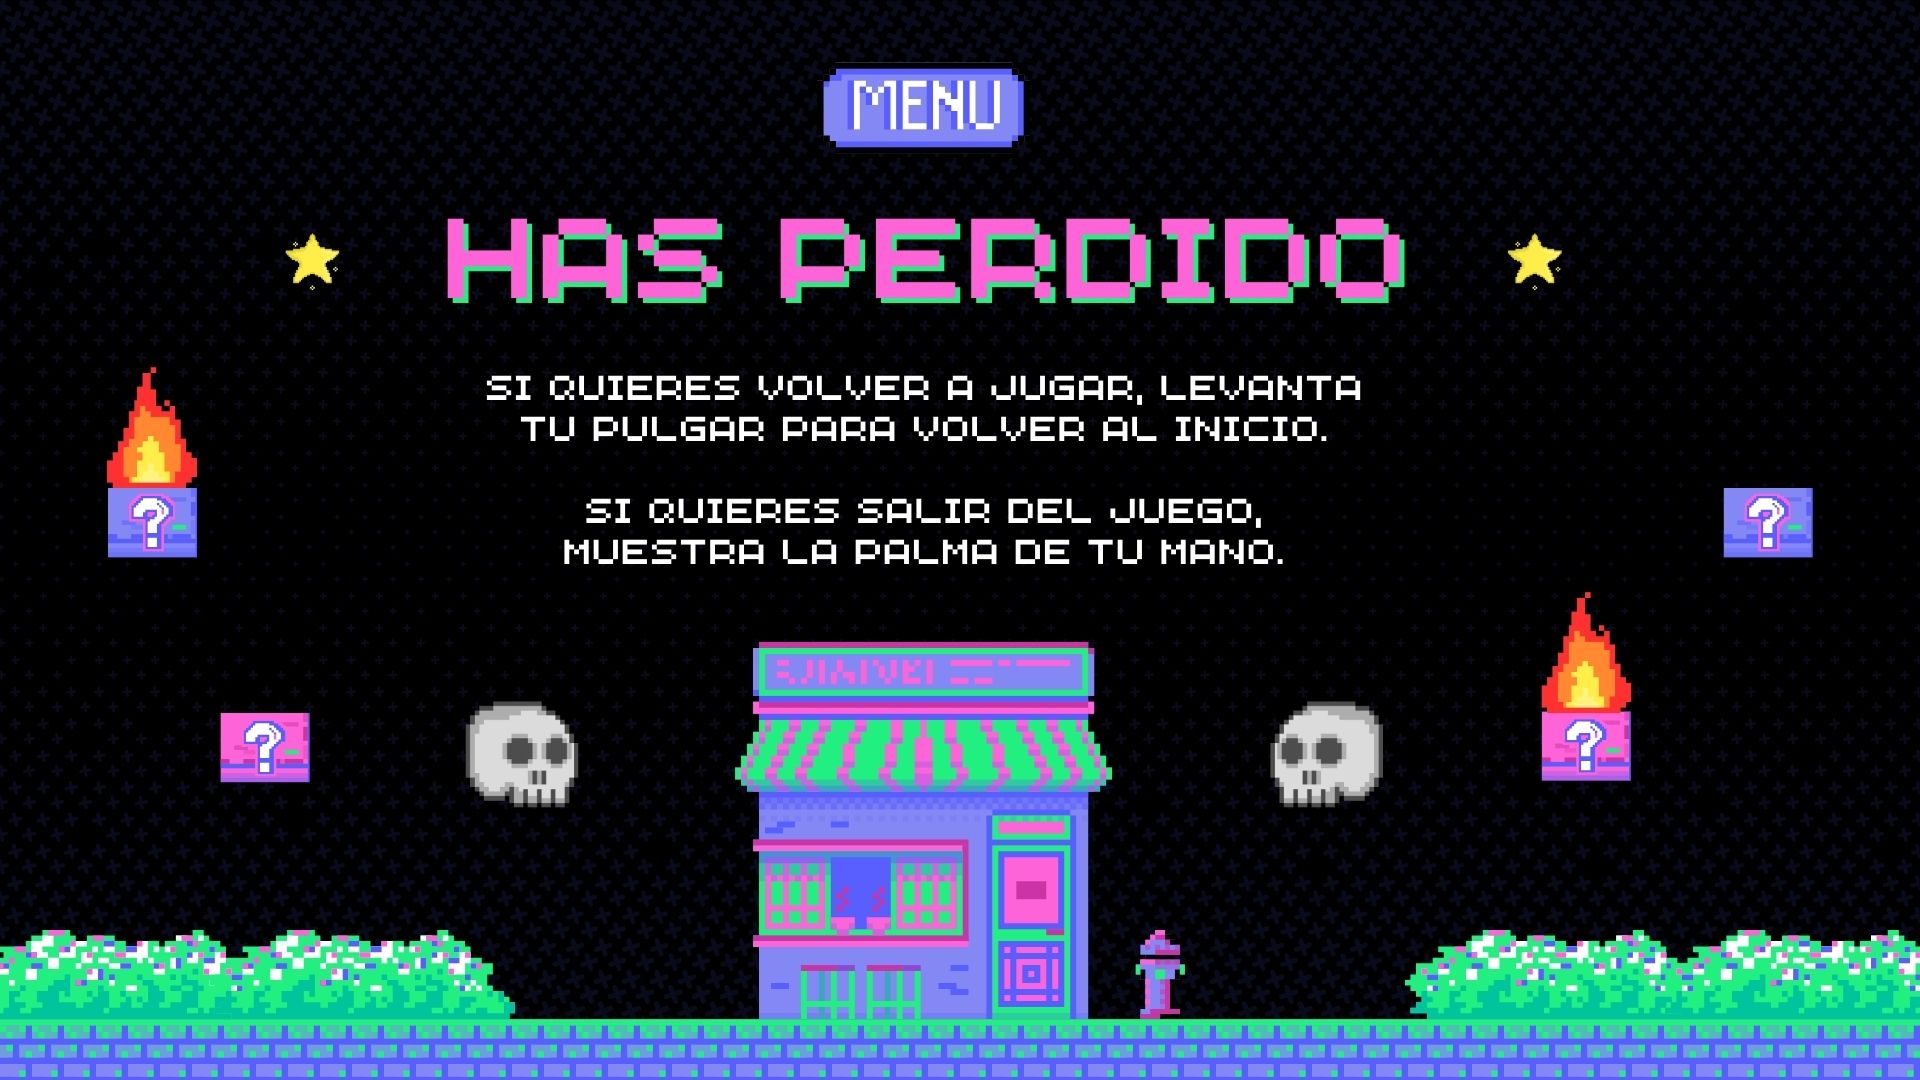 MENU
HAS PERDIDO
SI QUIERES VOLVER A JUGAR, LEVANTA
TU PULGAR PARA VOLVER AL INICIO.
SI QUIERES SALIR DEL JUEGO,
MUESTRA LA PALMA DE TU MANO.
?
?
?
?